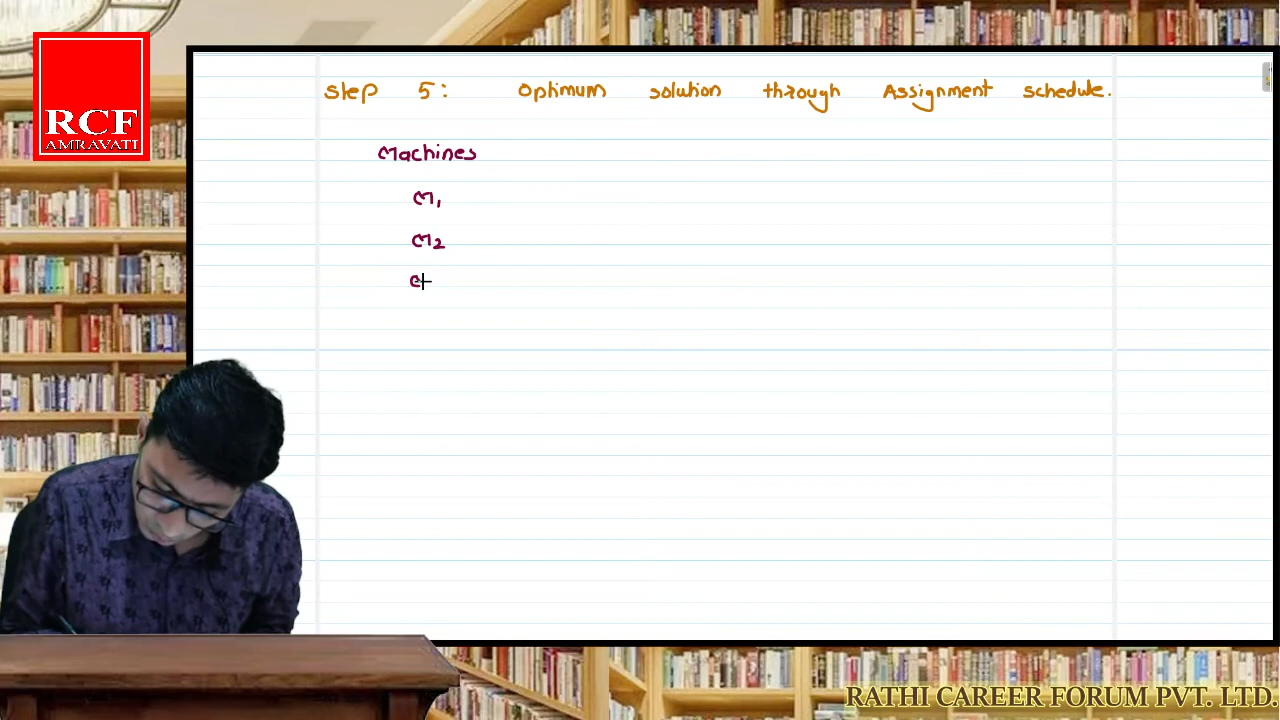 RCF
AMRAVATI
Step 5: Optimum solution through Assignment schedule.
Machines
M1
M2
RATHI CAREER FORUM PVT. LTD.